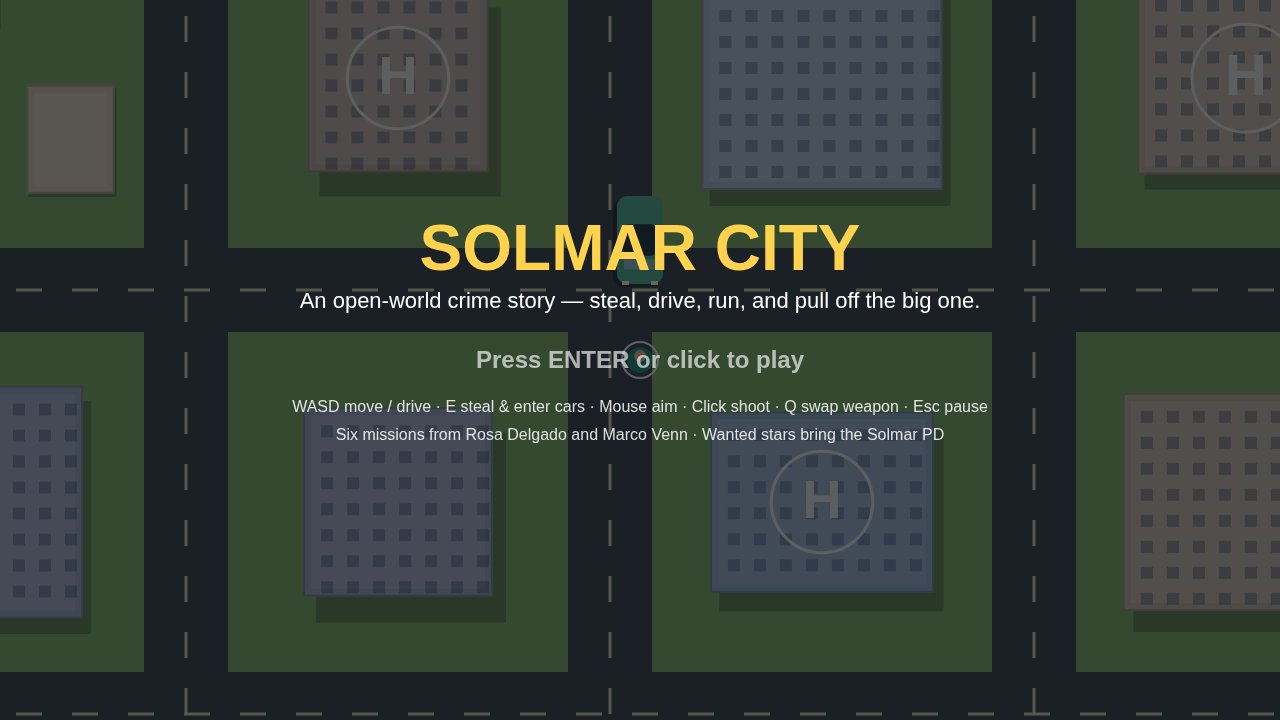 H
H
SOLMAR CITY
An open-world crime story — steal, drive, run, and pull off the big one.
Press ENTER or click to play
WASD move / drive · E steal & enter cars · Mouse aim · Click shoot · Q swap weapon · Esc pause
Six missions from Rosa Delgado and Marco Venn · Wanted stars bring the Solmar PD
H